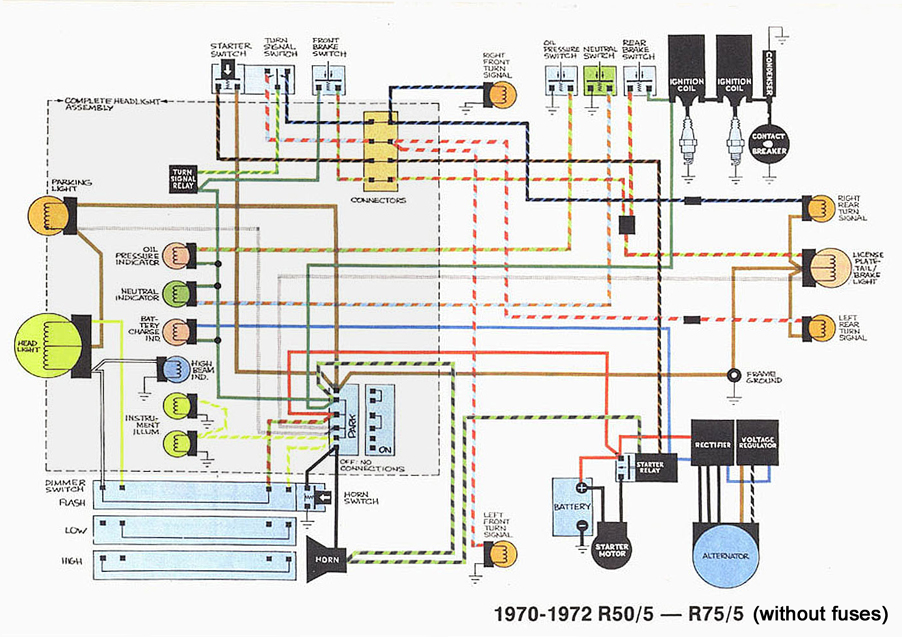 STARTER
SWITCH
TURN
SIGNAL
SWITCH
FRONT
BRAKE
SWITCH
RIGHT
FRONT
TURN
SIGNAL
OIL
PRESSURE
SWITCH
NEUTRAL
SWITCH
REAR
BRAKE
SWITCH
IGNITION
COIL
IGNITION
COIL
CONDENSER
CONTACT
BREAKER
COMPLETE HEADLIGHT
ASSEMBLY
TURN
SIGNAL
RELAY
CONNECTORS
PARKING
LIGHT
RIGHT
REAR
TURN
SIGNAL
OIL
PRESSURE
INDICATOR
LICENSE
PLATE-
TAIL/
BRAKE
LIGHT
NEUTRAL
INDICATOR
BAT-
TERY
CHARGE
IND.
LEFT
REAR
TURN
SIGNAL
HEAD
LIGHT
HIGH
BEAM
IND.
FRAME
GROUND
INSTRU-
MENT
ILLUM.
PARK
ON
OFF: NO
CONNECTIONS
RECTIFIER
VOLTAGE
REGULATOR
STARTER
RELAY
DIMMER
SWITCH
FLASH
HORN
SWITCH
BATTERY
LOW
LEFT
FRONT
TURN
SIGNAL
HIGH
HORN
STARTER
MOTOR
ALTERNATOR
1970-1972 R50/5 — R75/5 (without fuses)